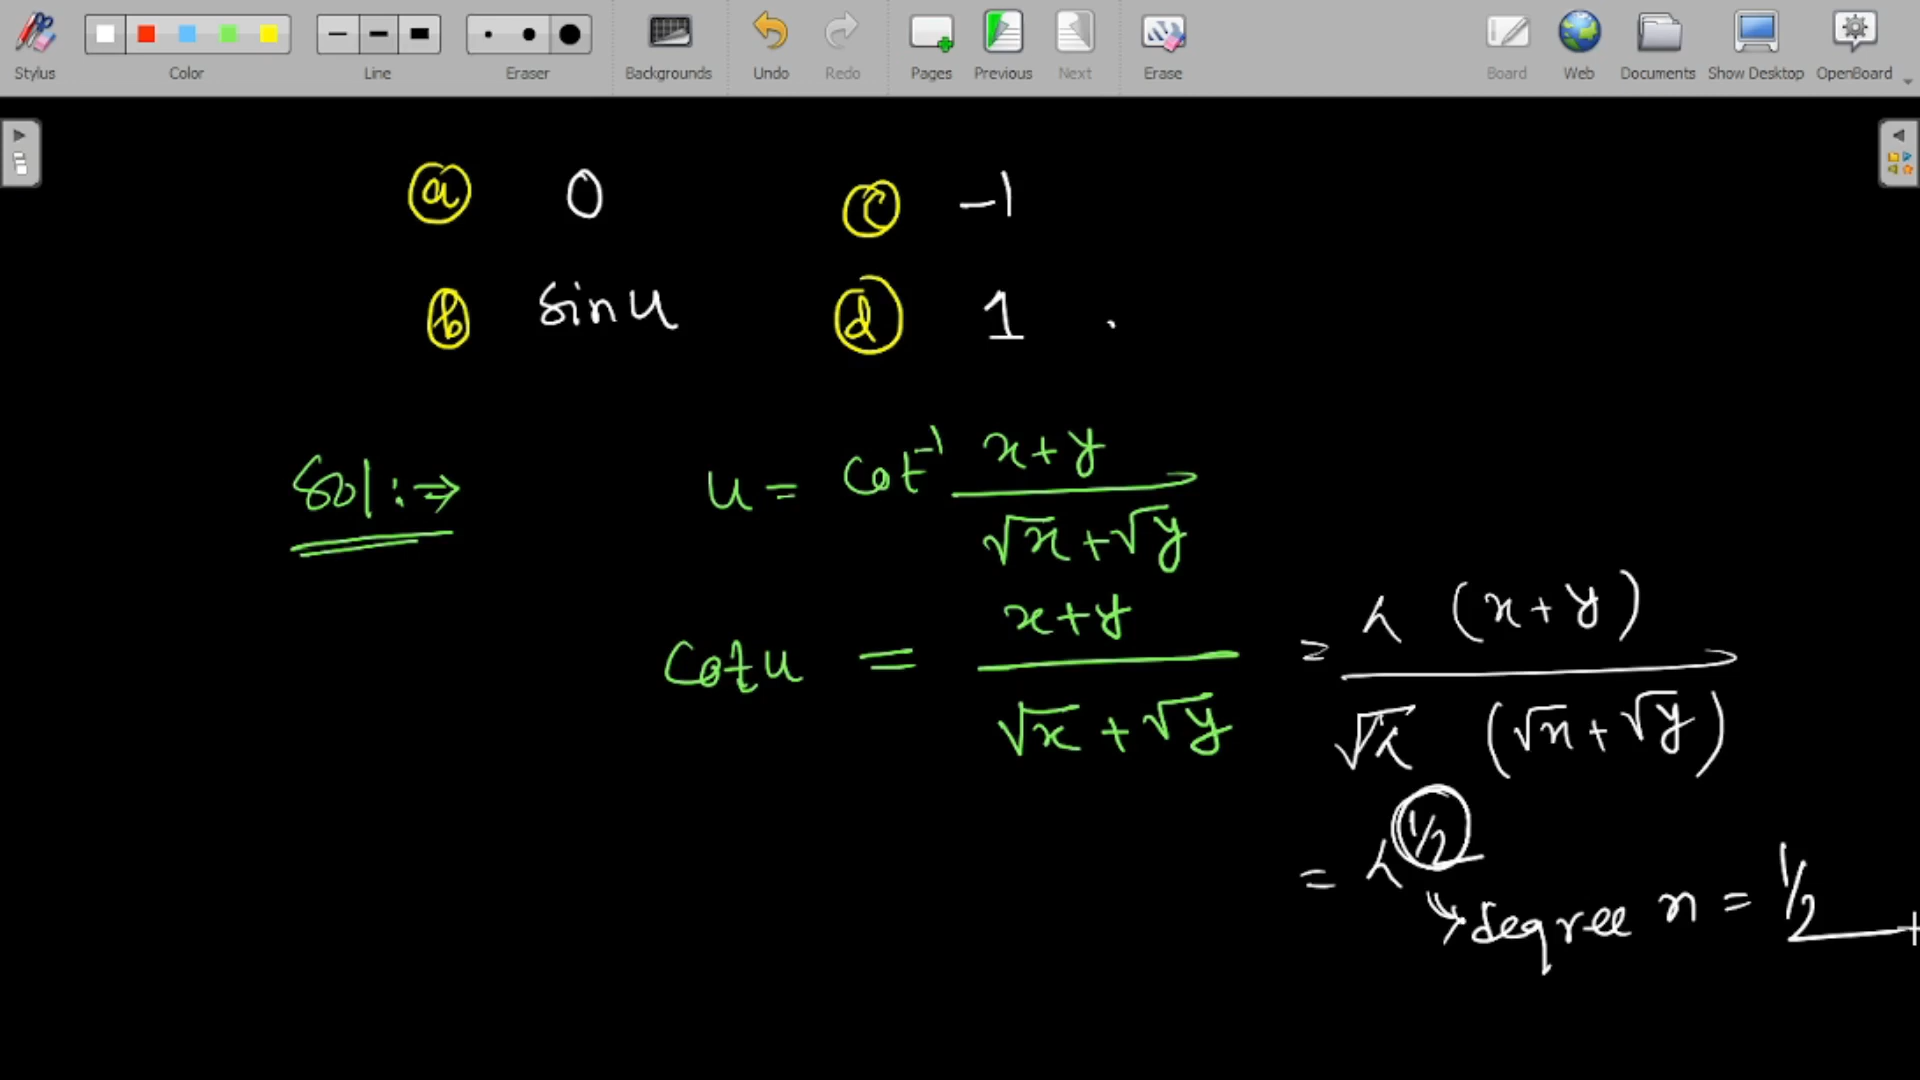 Stylus Color Line Eraser Backgrounds Undo Redo Pages Previous Next Erase Board Web Documents Show Desktop OpenBoard
ⓐ 0 ⓒ -1
ⓑ sin u ⓓ 1 .
Sol :→ u = cot⁻¹ x+y / √x+√y
cot u = x+y / √x + √y = λ (x+y) / √λ (√x+√y)
= λ^1/2
→ degree n = 1/2